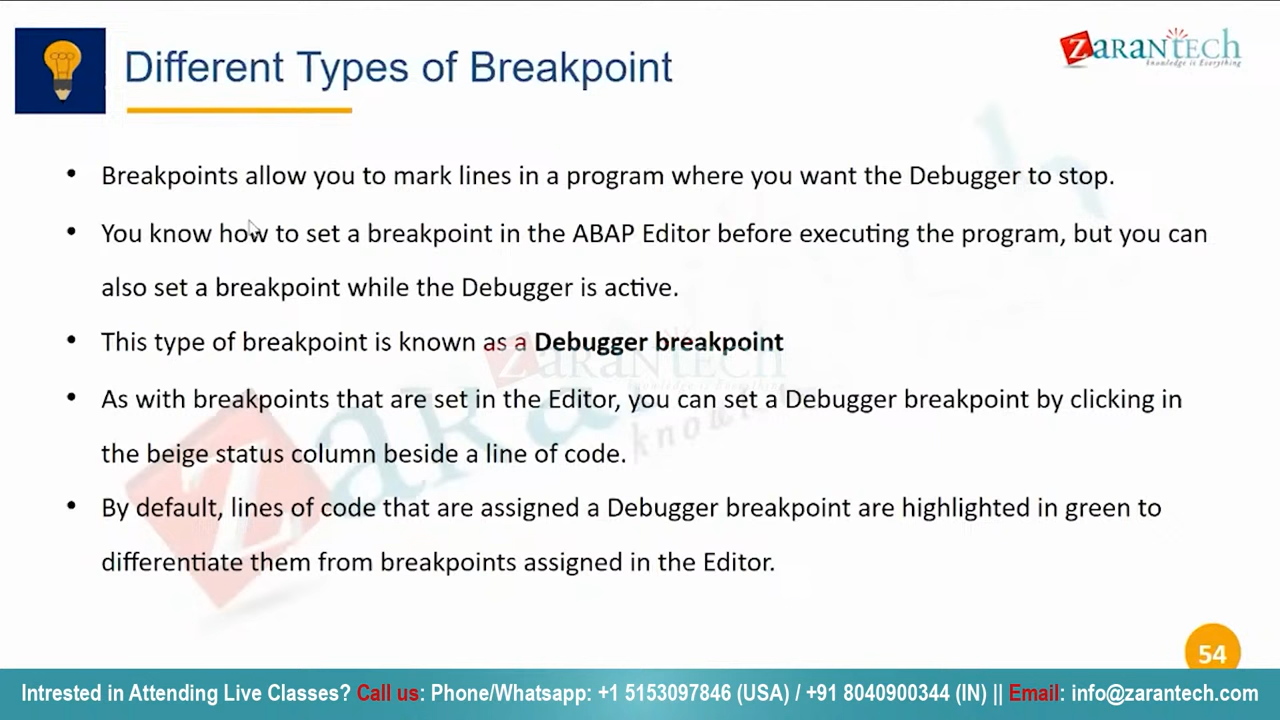 Different Types of Breakpoint
ZaranTech
knowledge is Everything
• Breakpoints allow you to mark lines in a program where you want the Debugger to stop.
• You know how to set a breakpoint in the ABAP Editor before executing the program, but you can
also set a breakpoint while the Debugger is active.
• This type of breakpoint is known as a Debugger breakpoint
• As with breakpoints that are set in the Editor, you can set a Debugger breakpoint by clicking in
the beige status column beside a line of code.
• By default, lines of code that are assigned a Debugger breakpoint are highlighted in green to
differentiate them from breakpoints assigned in the Editor.
54
Intrested in Attending Live Classes? Call us: Phone/Whatsapp: +1 5153097846 (USA) / +91 8040900344 (IN) || Email: info@zarantech.com